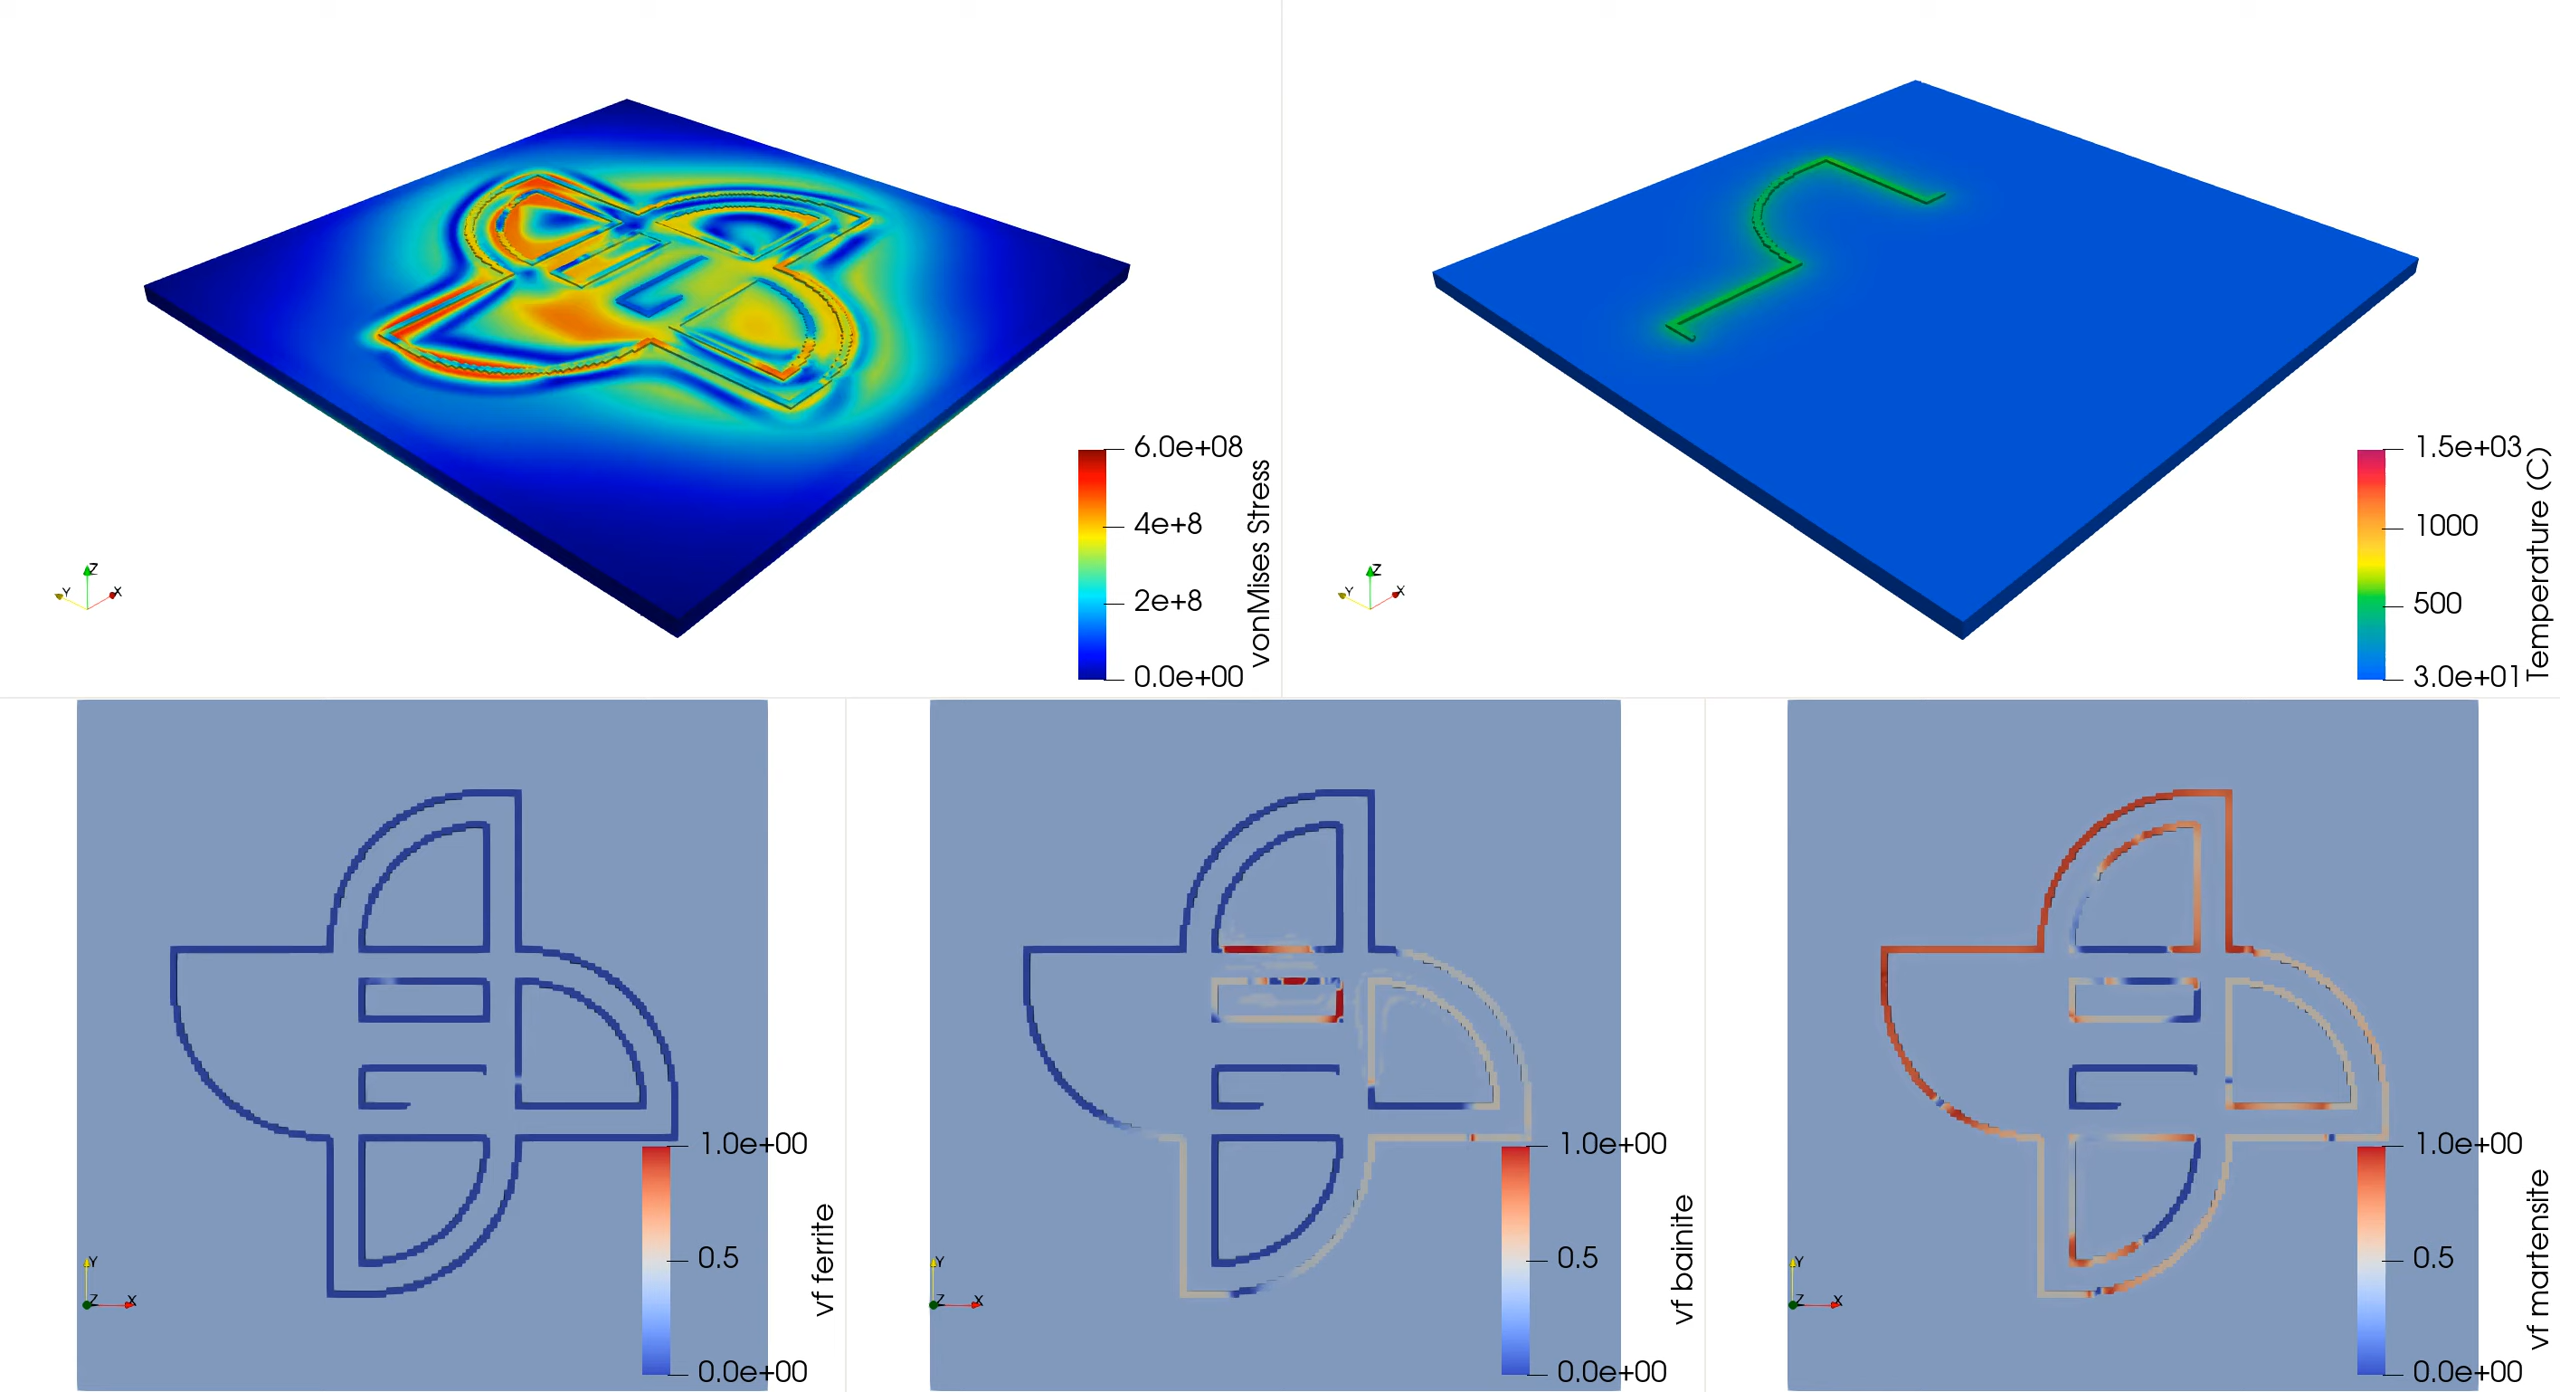 6.0e+08
4e+8
2e+8
0.0e+00
vonMises Stress
Z
Y
X
1.5e+03
1000
500
3.0e+01
Temperature (C)
Z
Y
X
1.0e+00
0.5
0.0e+00
vf ferrite
Y
Z
X
1.0e+00
0.5
0.0e+00
vf bainite
Y
Z
X
1.0e+00
0.5
0.0e+00
vf martensite
Y
Z
X